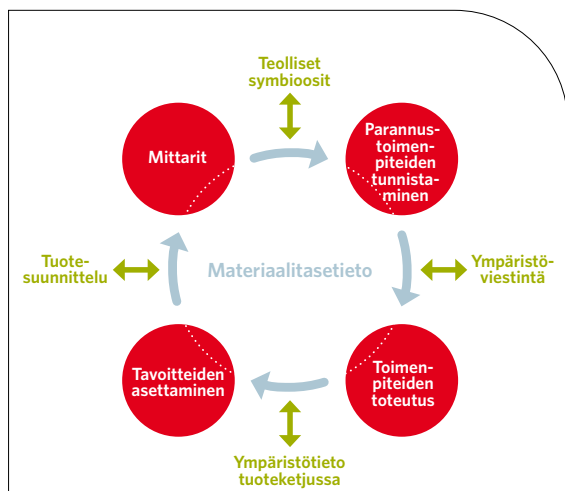 Teolliset
symbioosit
Mittarit
Parannus-
toimen-
piteiden
tunnista-
minen
Tuote-
suunnittelu
Materiaalitasetieto
Ympäristö-
viestintä
Tavoitteiden
asettaminen
Toimen-
piteiden
toteutus
Ympäristötieto
tuoteketjussa